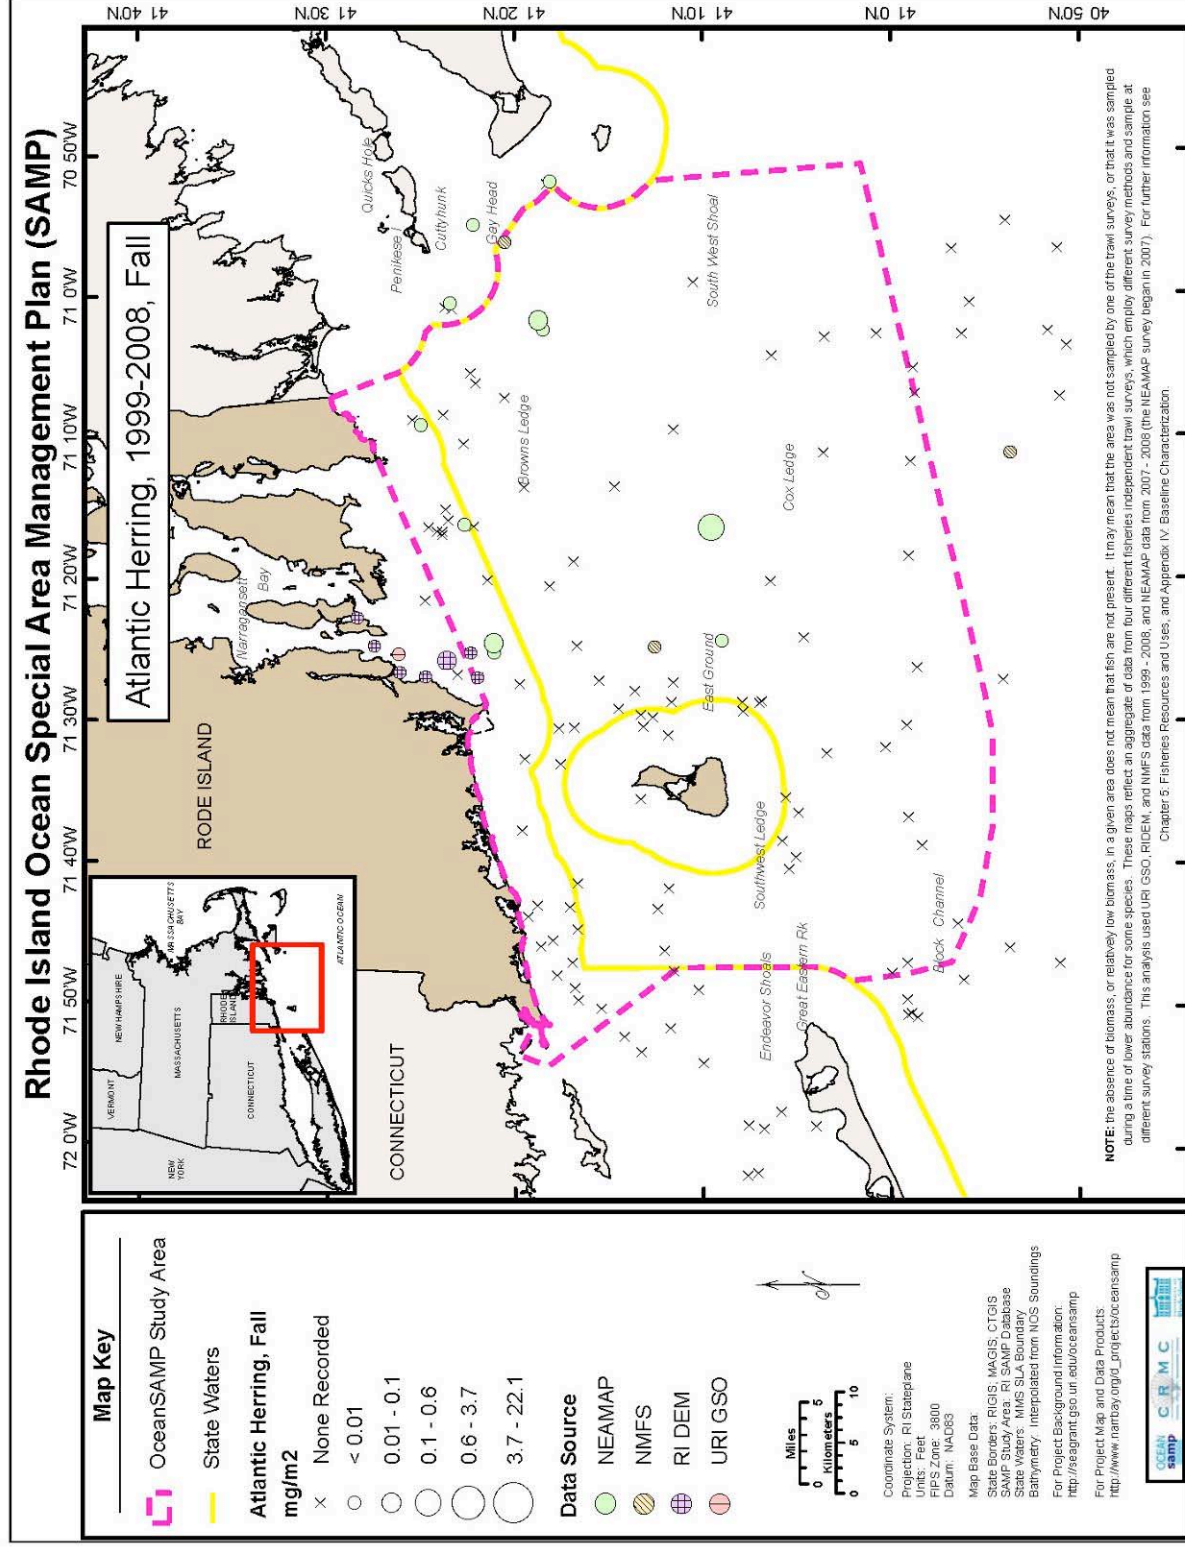 Rhode Island Ocean Special Area Management Plan (SAMP)
Map Key
OceanSAMP Study Area
State Waters
Atlantic Herring, Fall
mg/m2
None Recorded
< 0.01
0.01 - 0.1
0.1 - 0.6
0.6 - 3.7
3.7 - 22.1
Data Source
NEAMAP
NMFS
RI DEM
URI GSO
Miles
0 5
Kilometers
0 5 10
Coordinate System:
Projection: RI Stateplane
Units: Feet
FIPS Zone: 3800
Datum: NAD83
Map Base Data:
State Borders: RIGIS; MAGIS; CTGIS
SAMP Study Area: RI SAMP Database
State Waters: MMS SLA Boundary
Bathymetry: Interpolated from NOS Soundings
For Project Background Information:
http://seagrant.gso.uri.edu/oceansamp
For Project Map and Data Products:
http://www.narrbay.org/d_projects/oceansamp
OCEAN
samp
C R M C
72 0'W
71 50'W
71 40'W
71 30'W
71 20'W
71 10'W
71 0'W
70 50'W
Atlantic Herring, 1999-2008, Fall
VERMONT
NEW HAMPSHIRE
NEW
YORK
MASSACHUSETTS
MASSACHUSETTS
BAY
CONNECTICUT
RHODE
ISLAND
ATLANTIC OCEAN
RODE ISLAND
CONNECTICUT
Narragansett
Bay
Quicks Hole
Penikese I
Cuttyhunk
Gay Head
Browns Ledge
South West Shoal
Cox Ledge
East Ground
Southwest Ledge
Endeavor Shoals
Great Eastern Rk
Block Channel
41 40'N
41 30'N
41 20'N
41 10'N
41 0'N
40 50'N
NOTE: the absence of biomass, or relatively low biomass, in a given area does not mean that fish are not present. It may mean that the area was not sampled by one of the trawl surveys, or that it was sampled
during a time of lower abundance for some species. These maps reflect an aggregate of data from four different fisheries independent trawl surveys, which employ different survey methods and sample at
different survey stations. This analysis used URI GSO, RIDEM, and NMFS data from 1999 - 2008, and NEAMAP data from 2007 - 2008 (the NEAMAP survey began in 2007). For further information see
Chapter 5: Fisheries Resources and Uses, and Appendix IV: Baseline Characterization.